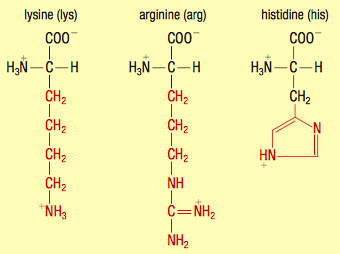 lysine (lys) arginine (arg) histidine (his)
COO⁻ COO⁻ COO⁻
H₃N⁺—C—H H₃N⁺—C—H H₃N⁺—C—H
CH₂ CH₂ CH₂
CH₂ CH₂ N
CH₂ CH₂ HN⁺
CH₂ NH
⁺NH₃ C=NH₂⁺
NH₂